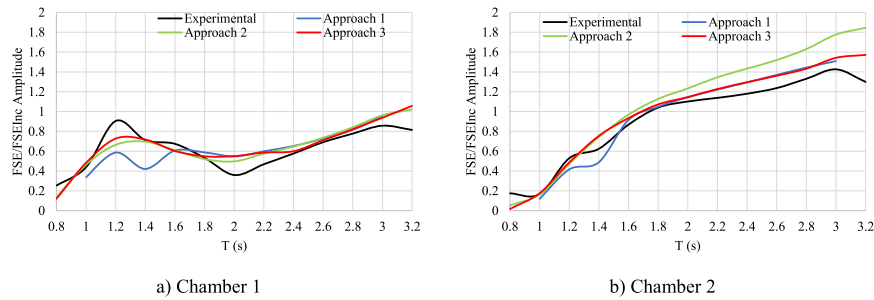 Experimental Approach 1
Approach 2 Approach 3
FSE/FSEInc Amplitude
2
1.8
1.6
1.4
1.2
1
0.8
0.6
0.4
0.2
0
0.8 1 1.2 1.4 1.6 1.8 2 2.2 2.4 2.6 2.8 3 3.2
T (s)
a) Chamber 1
Experimental Approach 1
Approach 2 Approach 3
FSE/FSEInc Amplitude
2
1.8
1.6
1.4
1.2
1
0.8
0.6
0.4
0.2
0
0.8 1 1.2 1.4 1.6 1.8 2 2.2 2.4 2.6 2.8 3 3.2
T (s)
b) Chamber 2